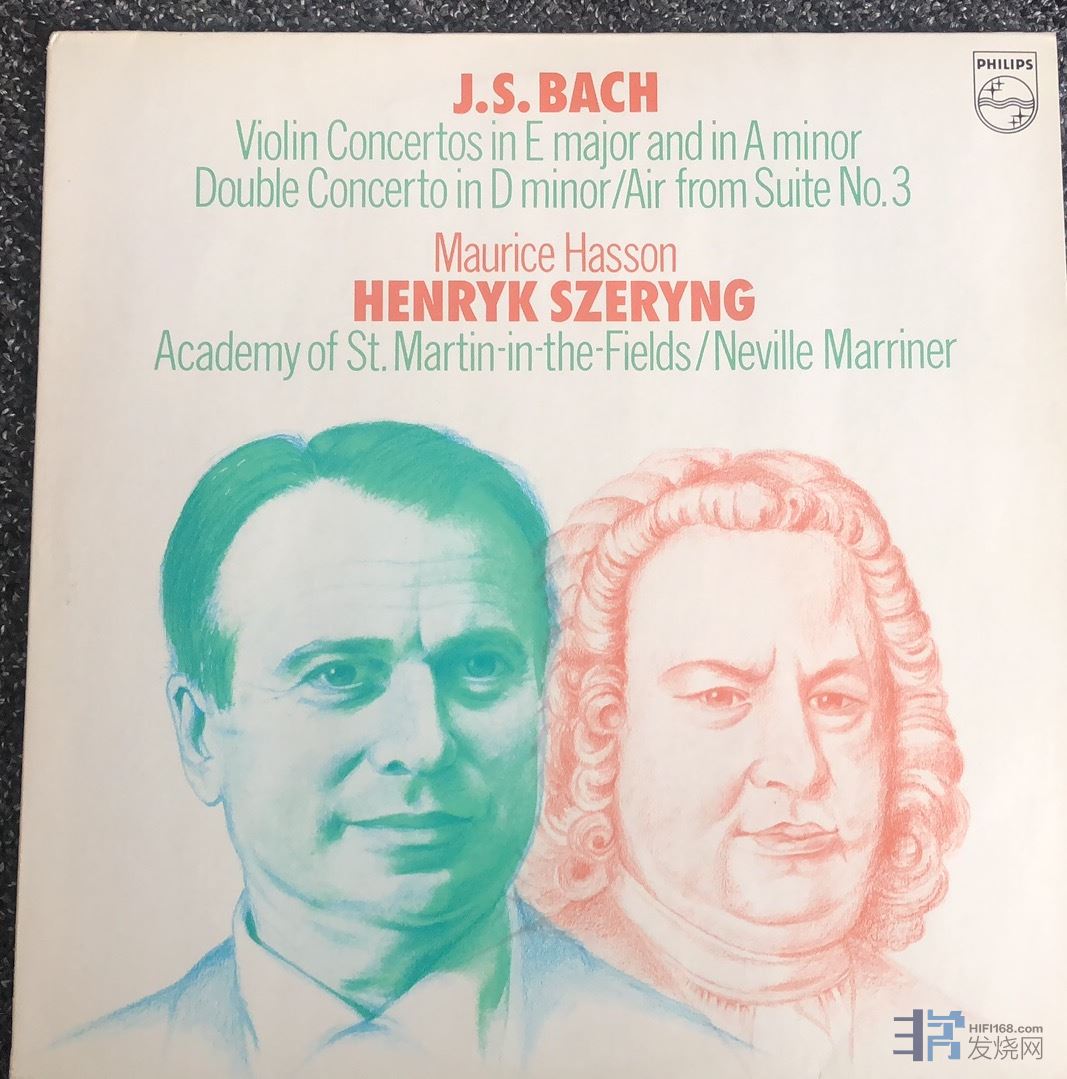 PHILIPS
J.S. BACH
Violin Concertos in E major and in A minor
Double Concerto in D minor/Air from Suite No. 3
Maurice Hasson
HENRYK SZERYNG
Academy of St. Martin-in-the-Fields/Neville Marriner
HIFI168.com
发烧网